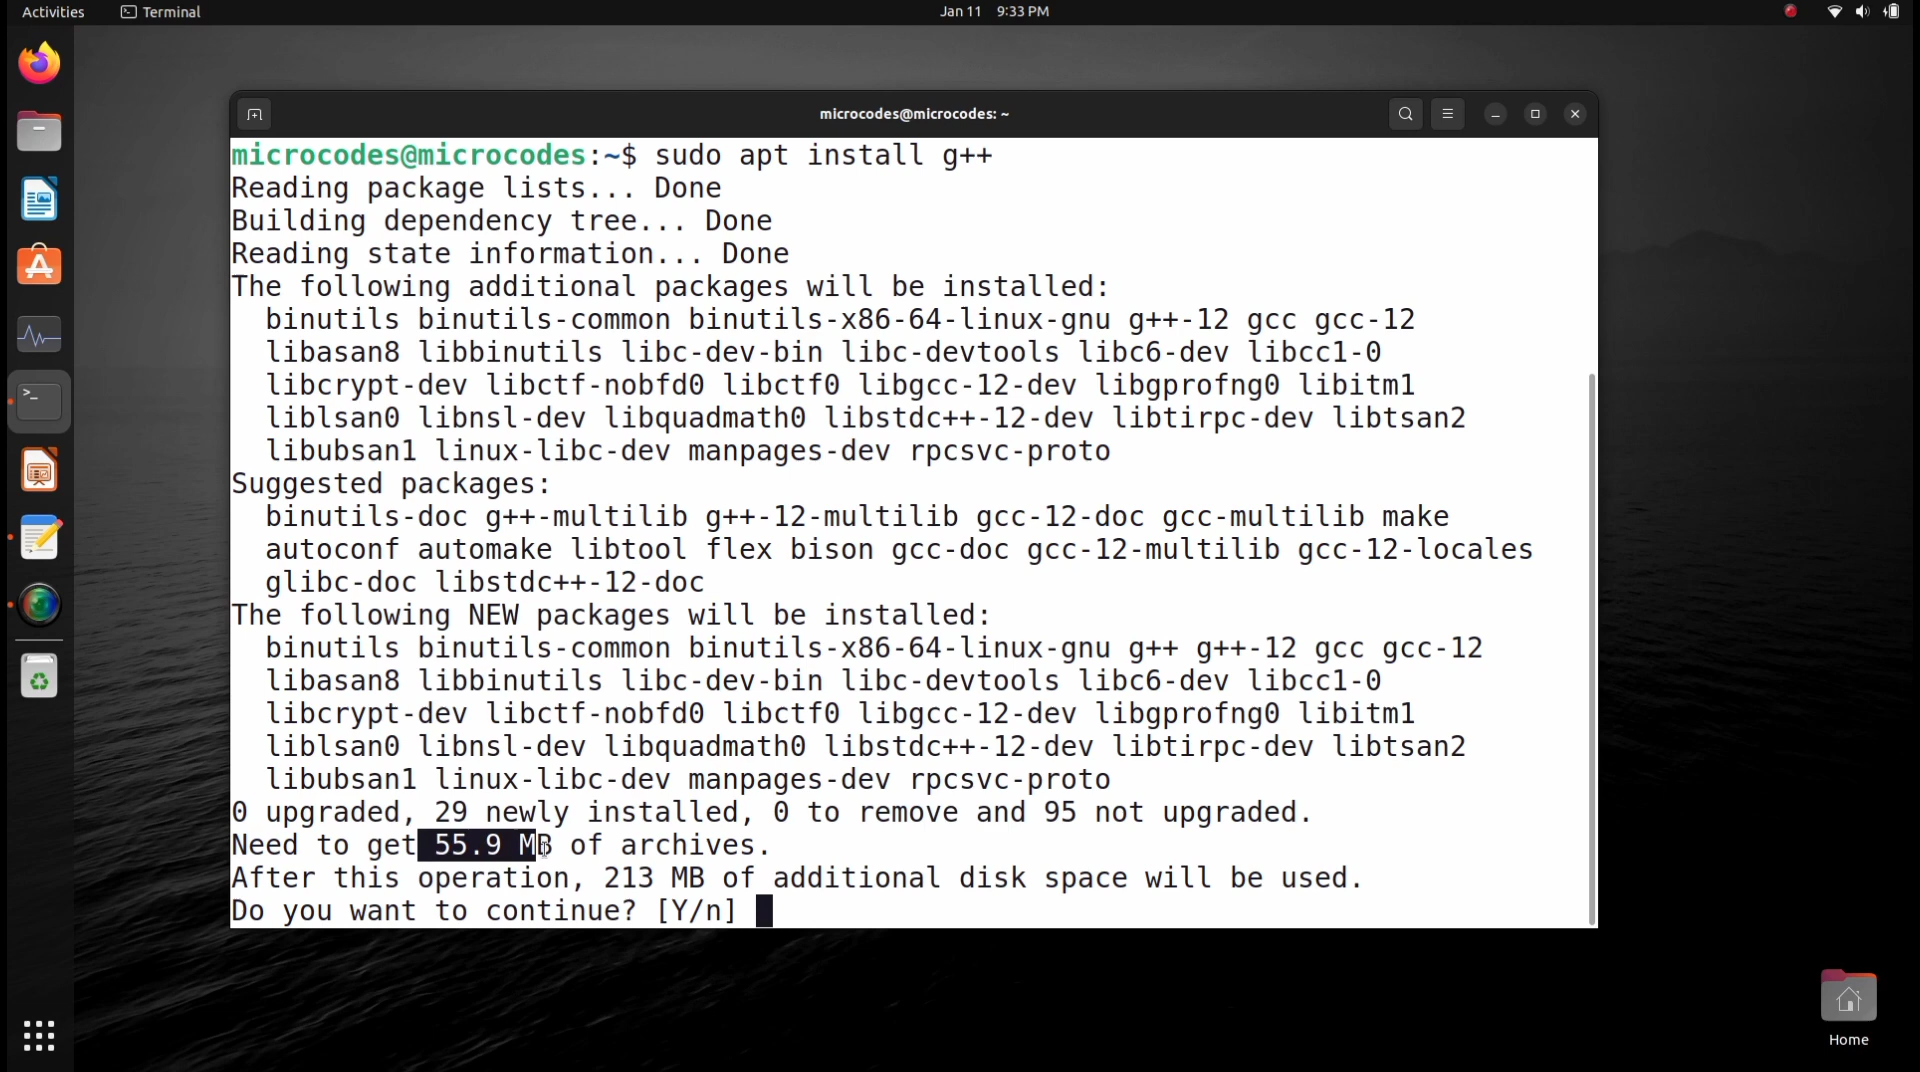 Activities
Terminal
Jan 11 9:33 PM
microcodes@microcodes: ~
microcodes@microcodes:~$ sudo apt install g++
Reading package lists... Done
Building dependency tree... Done
Reading state information... Done
The following additional packages will be installed:
binutils binutils-common binutils-x86-64-linux-gnu g++-12 gcc gcc-12
libasan8 libbinutils libc-dev-bin libc-devtools libc6-dev libcc1-0
libcrypt-dev libctf-nobfd0 libctf0 libgcc-12-dev libgprofng0 libitm1
liblsan0 libnsl-dev libquadmath0 libstdc++-12-dev libtirpc-dev libtsan2
libubsan1 linux-libc-dev manpages-dev rpcsvc-proto
Suggested packages:
binutils-doc g++-multilib g++-12-multilib gcc-12-doc gcc-multilib make
autoconf automake libtool flex bison gcc-doc gcc-12-multilib gcc-12-locales
glibc-doc libstdc++-12-doc
The following NEW packages will be installed:
binutils binutils-common binutils-x86-64-linux-gnu g++ g++-12 gcc gcc-12
libasan8 libbinutils libc-dev-bin libc-devtools libc6-dev libcc1-0
libcrypt-dev libctf-nobfd0 libctf0 libgcc-12-dev libgprofng0 libitm1
liblsan0 libnsl-dev libquadmath0 libstdc++-12-dev libtirpc-dev libtsan2
libubsan1 linux-libc-dev manpages-dev rpcsvc-proto
0 upgraded, 29 newly installed, 0 to remove and 95 not upgraded.
Need to get 55.9 MB of archives.
After this operation, 213 MB of additional disk space will be used.
Do you want to continue? [Y/n]
Home